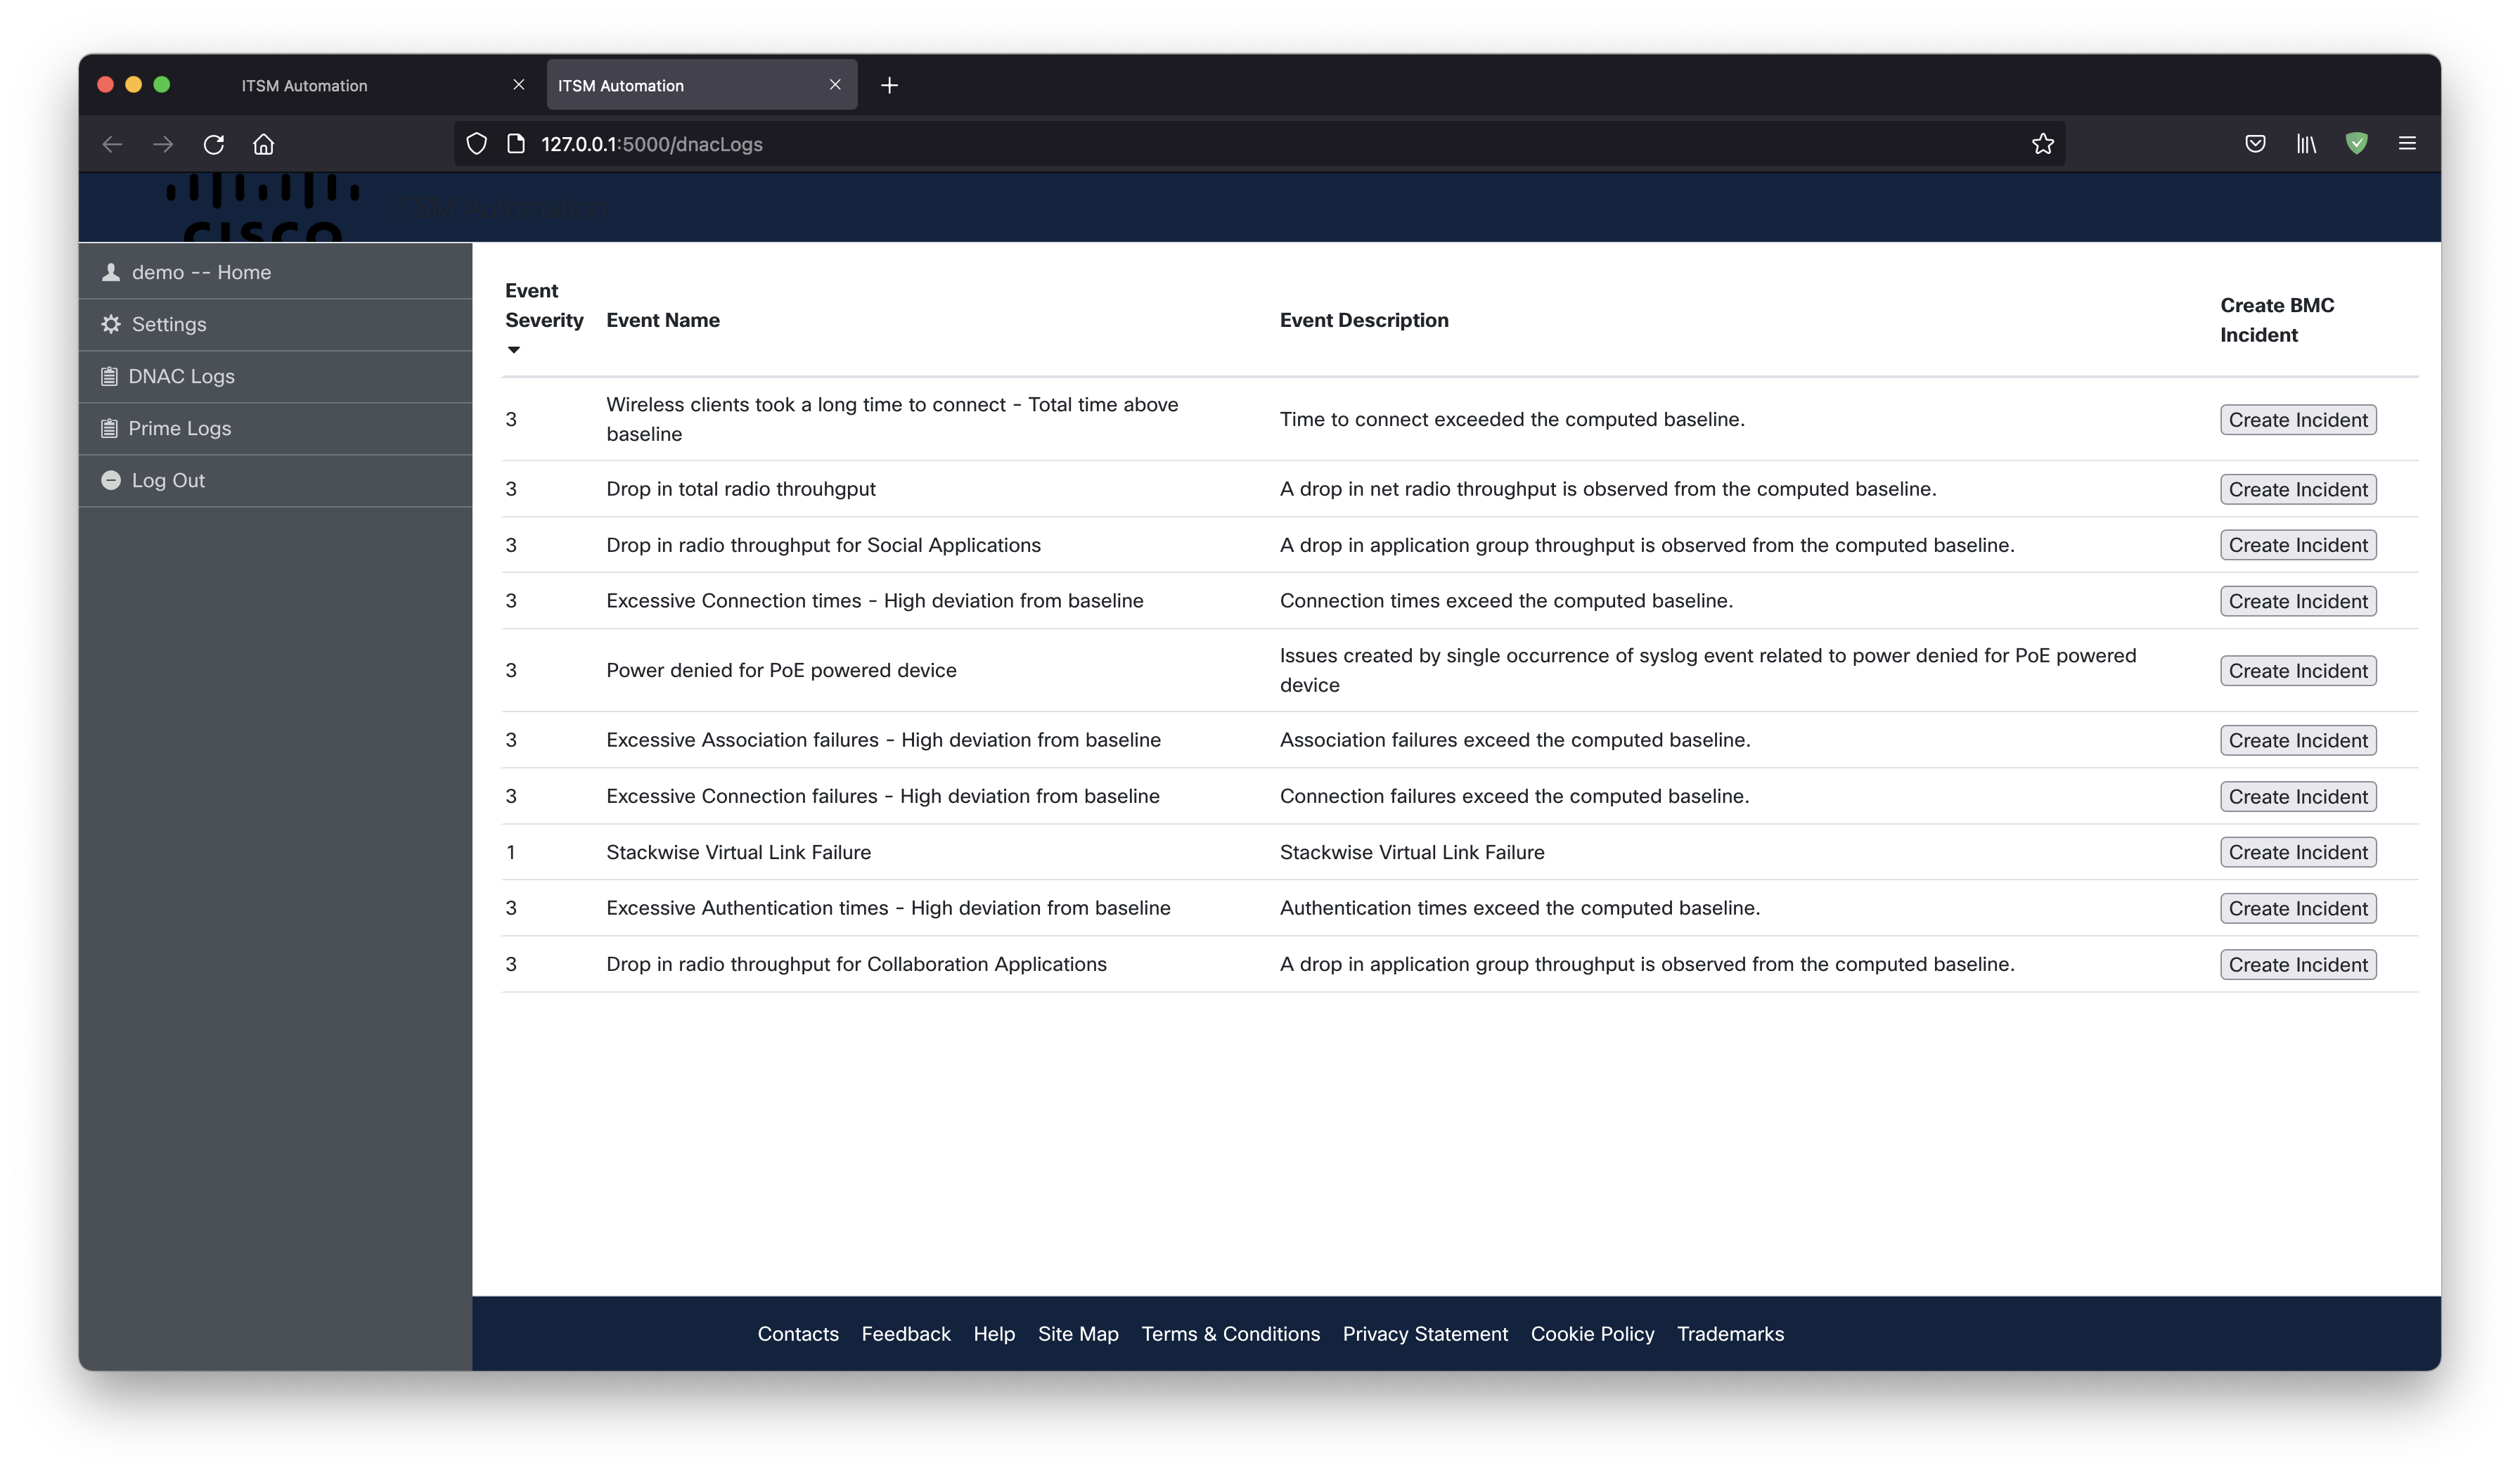 ITSM Automation
ITSM Automation
127.0.0.1:5000/dnacLogs
CISCO
ITSM Automation
demo -- Home
Settings
DNAC Logs
Prime Logs
Log Out
Event
Severity Event Name Event Description Create BMC
Incident
3 Wireless clients took a long time to connect - Total time above
baseline Time to connect exceeded the computed baseline. Create Incident
3 Drop in total radio throuhgput A drop in net radio throughput is observed from the computed baseline. Create Incident
3 Drop in radio throughput for Social Applications A drop in application group throughput is observed from the computed baseline. Create Incident
3 Excessive Connection times - High deviation from baseline Connection times exceed the computed baseline. Create Incident
3 Power denied for PoE powered device Issues created by single occurrence of syslog event related to power denied for PoE powered
device Create Incident
3 Excessive Association failures - High deviation from baseline Association failures exceed the computed baseline. Create Incident
3 Excessive Connection failures - High deviation from baseline Connection failures exceed the computed baseline. Create Incident
1 Stackwise Virtual Link Failure Stackwise Virtual Link Failure Create Incident
3 Excessive Authentication times - High deviation from baseline Authentication times exceed the computed baseline. Create Incident
3 Drop in radio throughput for Collaboration Applications A drop in application group throughput is observed from the computed baseline. Create Incident
Contacts Feedback Help Site Map Terms & Conditions Privacy Statement Cookie Policy Trademarks